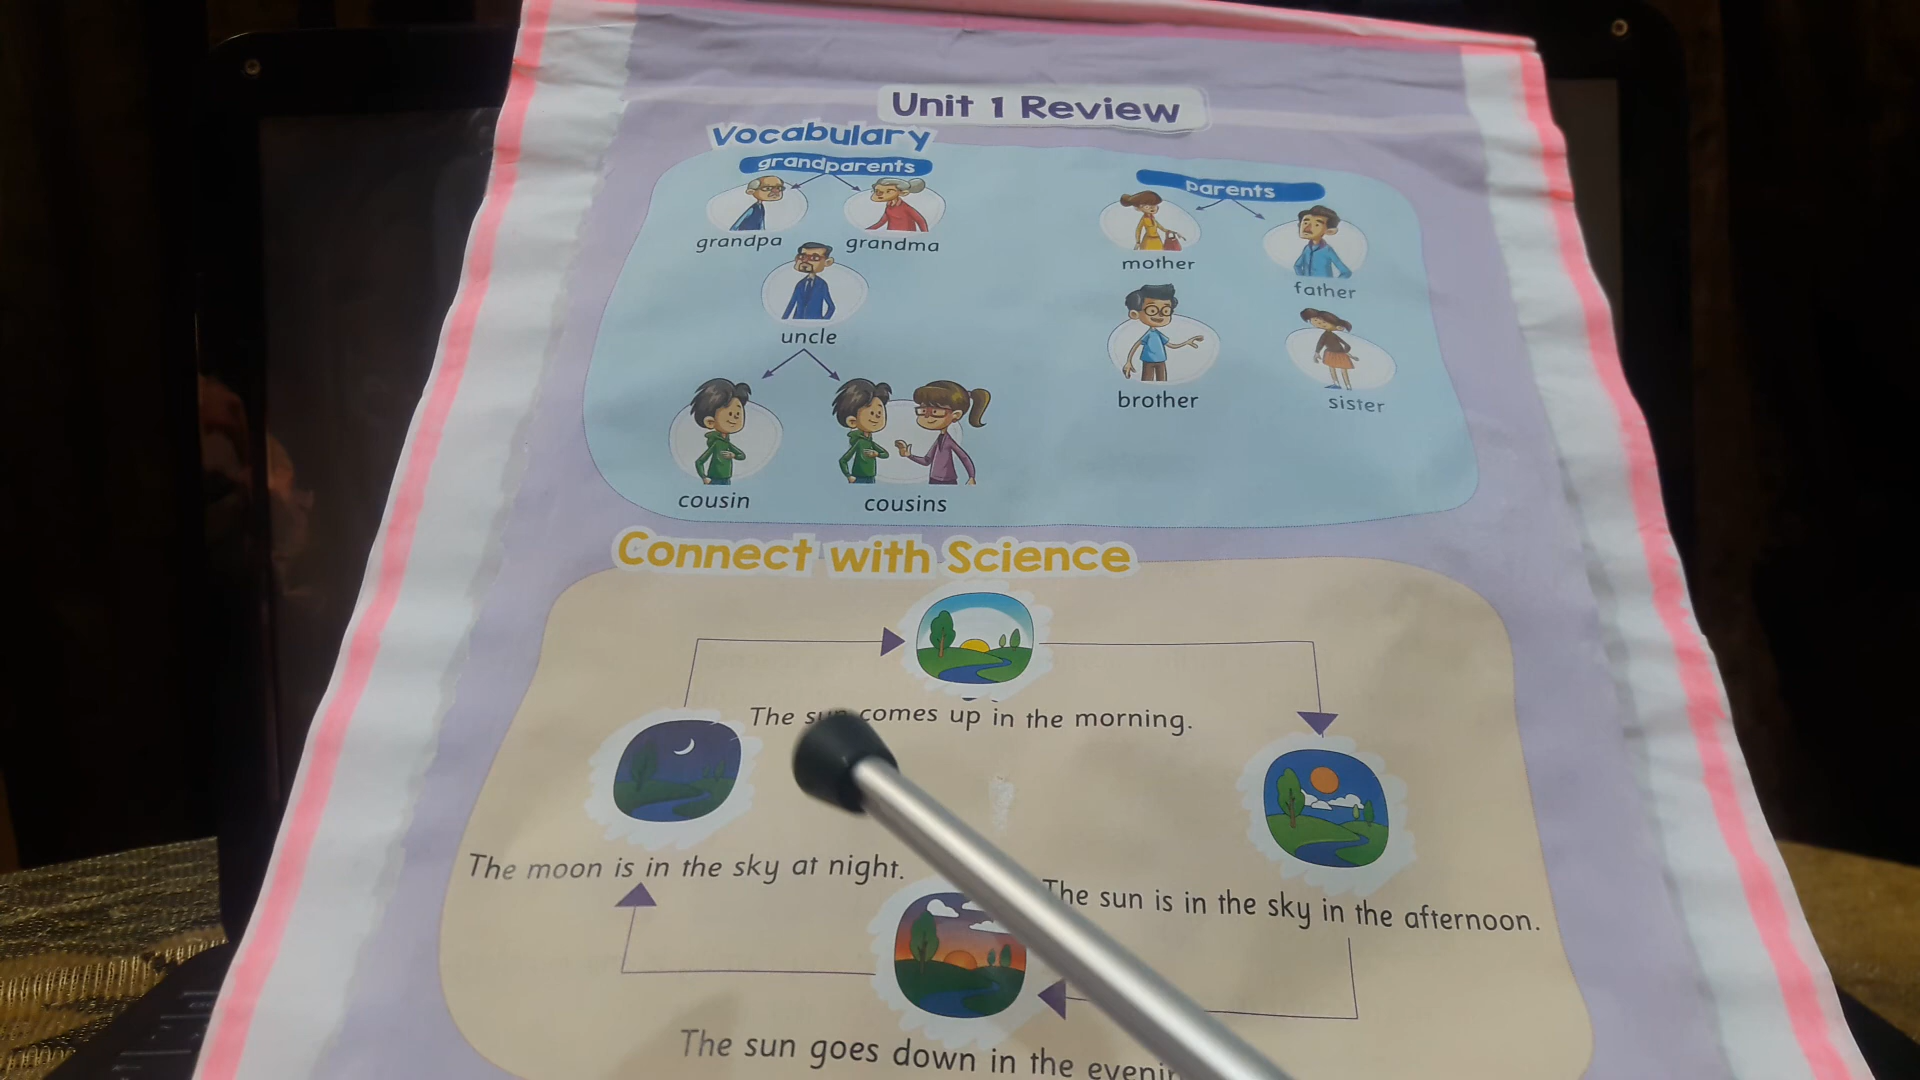 Unit 1 Review
Vocabulary
grandparents
grandpa
grandma
uncle
cousin
cousins
parents
mother
father
brother
sister
Connect with Science
The sun comes up in the morning.
The sun is in the sky in the afternoon.
The sun goes down in the
The moon is in the sky at night.